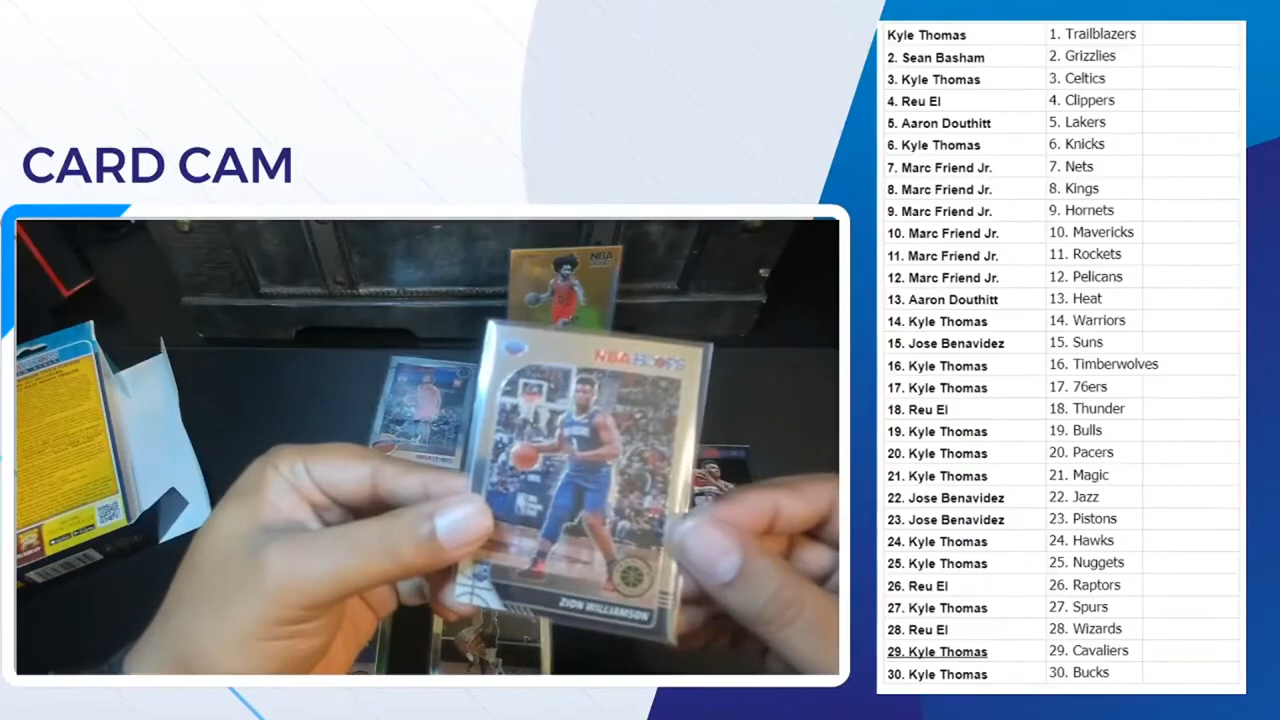 CARD CAM
NBA HOOPS
ZION WILLIAMSON
NBA
Kyle Thomas 1. Trailblazers
2. Sean Basham 2. Grizzlies
3. Kyle Thomas 3. Celtics
4. Reu El 4. Clippers
5. Aaron Douthitt 5. Lakers
6. Kyle Thomas 6. Knicks
7. Marc Friend Jr. 7. Nets
8. Marc Friend Jr. 8. Kings
9. Marc Friend Jr. 9. Hornets
10. Marc Friend Jr. 10. Mavericks
11. Marc Friend Jr. 11. Rockets
12. Marc Friend Jr. 12. Pelicans
13. Aaron Douthitt 13. Heat
14. Kyle Thomas 14. Warriors
15. Jose Benavidez 15. Suns
16. Kyle Thomas 16. Timberwolves
17. Kyle Thomas 17. 76ers
18. Reu El 18. Thunder
19. Kyle Thomas 19. Bulls
20. Kyle Thomas 20. Pacers
21. Kyle Thomas 21. Magic
22. Jose Benavidez 22. Jazz
23. Jose Benavidez 23. Pistons
24. Kyle Thomas 24. Hawks
25. Kyle Thomas 25. Nuggets
26. Reu El 26. Raptors
27. Kyle Thomas 27. Spurs
28. Reu El 28. Wizards
29. Kyle Thomas 29. Cavaliers
30. Kyle Thomas 30. Bucks